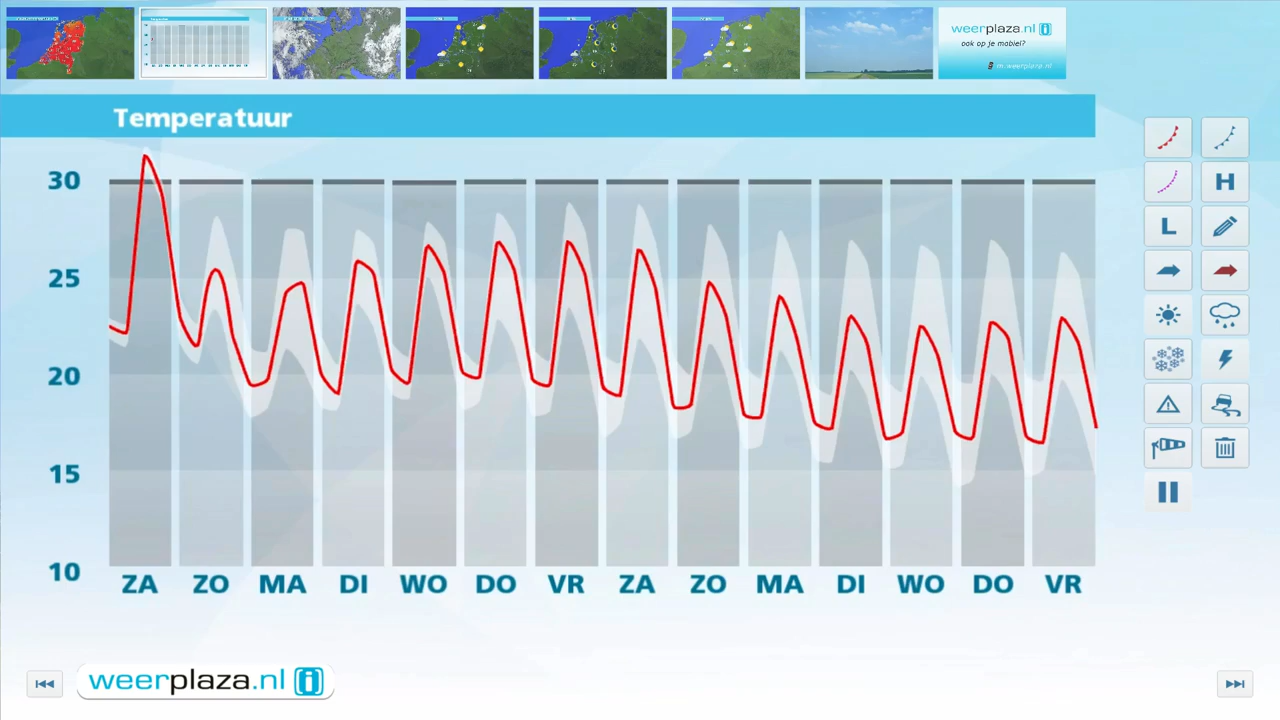 weerplaza.nl
ook op je mobiel?
m.weerplaza.nl
Temperatuur
30
25
20
15
10
ZA ZO MA DI WO DO VR ZA ZO MA DI WO DO VR
H
L
weerplaza.nl